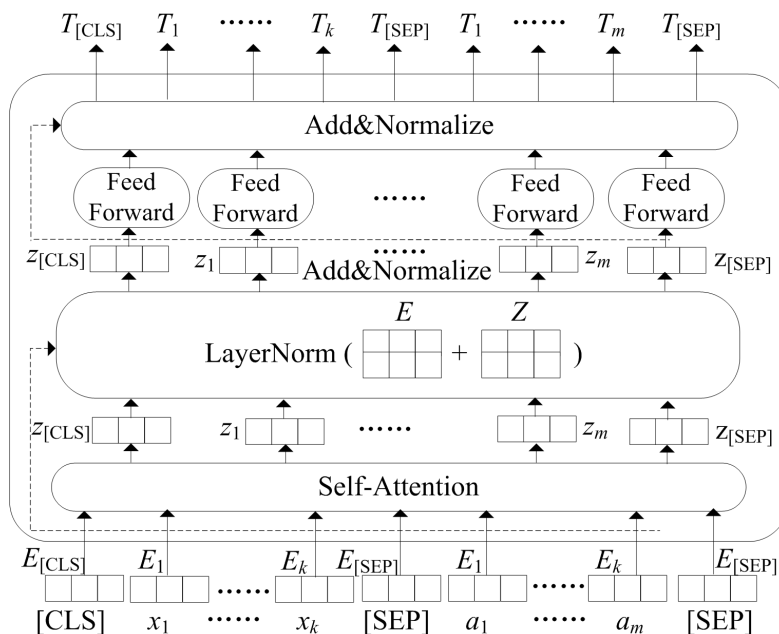 T[CLS] T1 ...... Tk T[SEP] T1 ...... Tm T[SEP]
Add&Normalize
Feed Forward Feed Forward ...... Feed Forward Feed Forward
z[CLS] z1 ...... zm z[SEP]
Add&Normalize
E Z
LayerNorm ( + )
z[CLS] z1 ...... zm z[SEP]
Self-Attention
E[CLS] E1 Ek E[SEP] E1 Ek E[SEP]
...... ......
[CLS] x1 ...... xk [SEP] a1 ...... am [SEP]